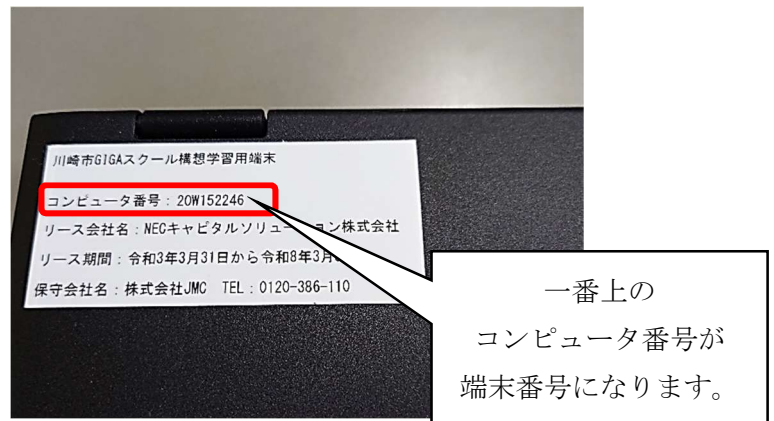 川崎市GIGAスクール構想学習用端末
コンピュータ番号：20W152246
リース会社名：NECキャピタルソリューション株式会社
リース期間：令和3年3月31日から令和8年3月
保守会社名：株式会社JMC TEL：0120-386-110
一番上の
コンピュータ番号が
端末番号になります。